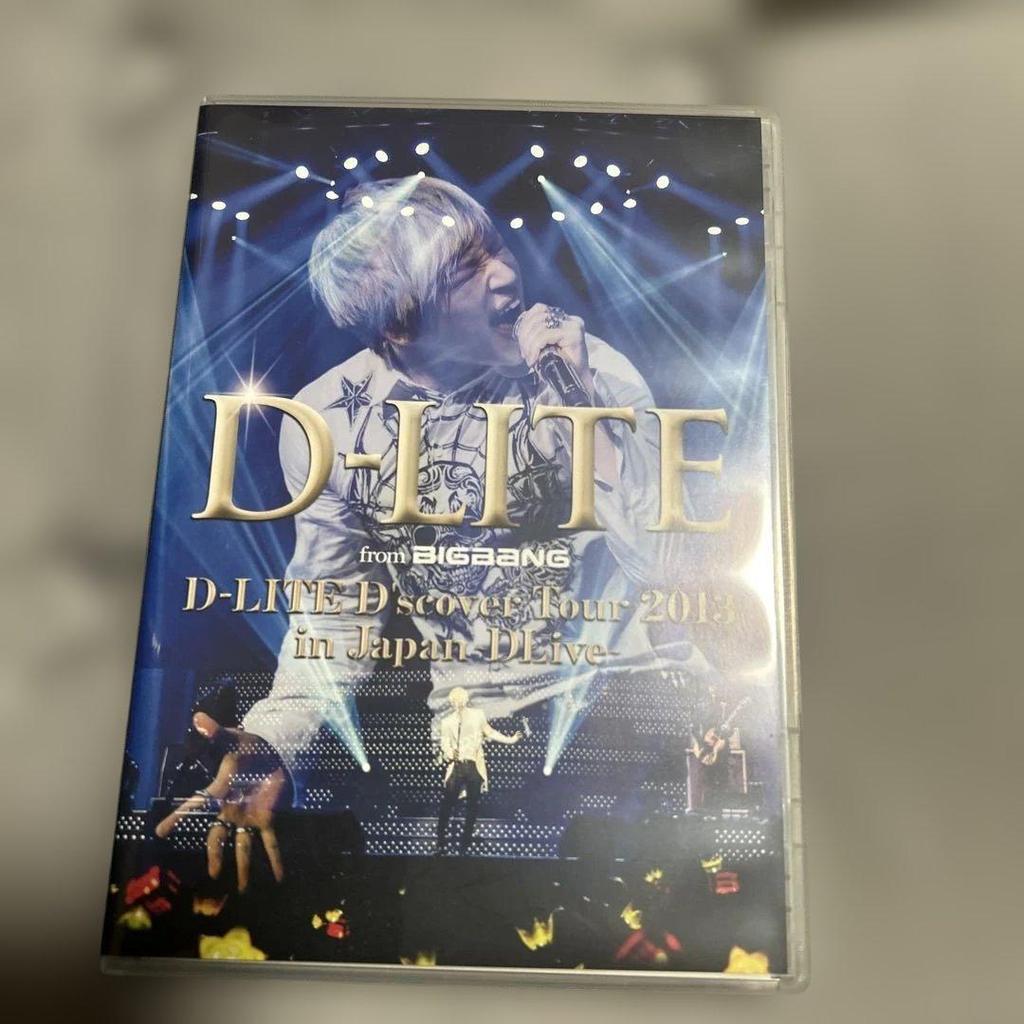 D-LITE
from BIGBANG
D-LITE D'scover Tour 2013
in Japan -DLive-